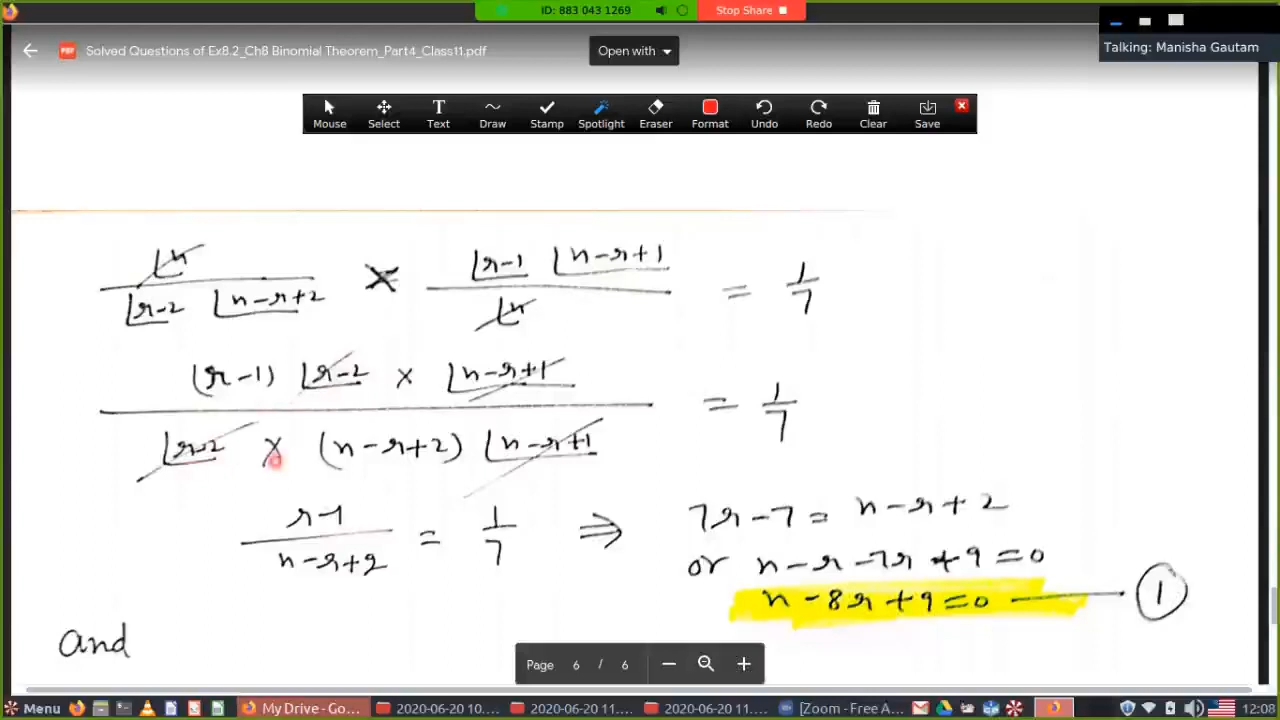 ID: 883 043 1269 Stop Share
Talking: Manisha Gautam
Solved Questions of Ex8.2_Ch8 Binomial Theorem_Part4_Class11.pdf
Open with
Mouse Select Text Draw Stamp Spotlight Eraser Format Undo Redo Clear Save
⌊n / ⌊r-2 ⌊n-r+2 × ⌊r-1 ⌊n-r+1 / ⌊n = 1/7
(r-1) ⌊r-2 × ⌊n-r+1 / ⌊r-2 × (n-r+2) ⌊n-r+1 = 1/7
r-1 / n-r+2 = 1/7 ⇒ 7r-7 = n-r+2
or n-r-7r+9=0
n-8r+9=0 ①
and
Page 6 / 6
Menu My Drive - Go... 2020-06-20 10.... 2020-06-20 11.... 2020-06-20 11.... [Zoom - Free A... 12:08